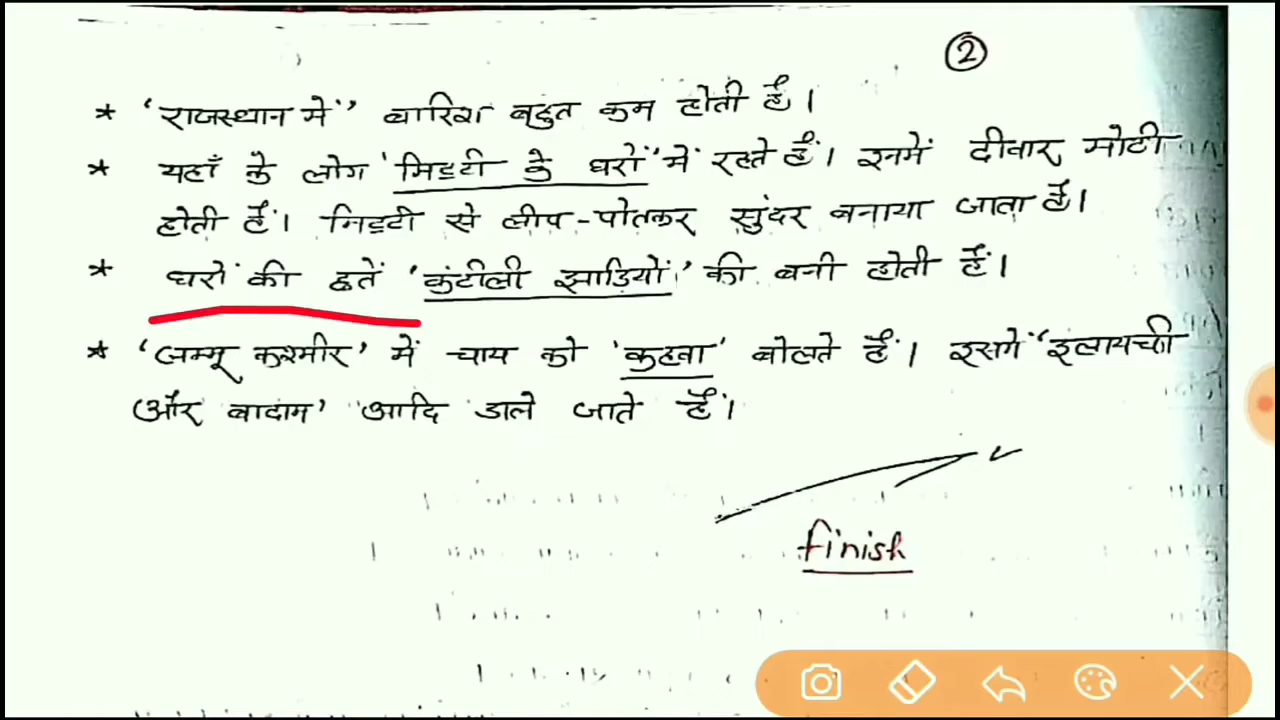 ②
* 'राजस्थान में' बारिश बहुत कम होती है।
* यहाँ के लोग 'मिट्टी के घरों' में रहते हैं। इनमें दीवार मोटी
होती हैं। मिट्टी से लीप-पोतकर सुंदर बनाया जाता है।
* घरों की छतें 'कंटीली झाड़ियों' की बनी होती हैं।
* 'जम्मू कश्मीर' में चाय को 'कहवा' बोलते हैं। इसमें 'इलायची
और बादाम' आदि डाले जाते हैं।
finish